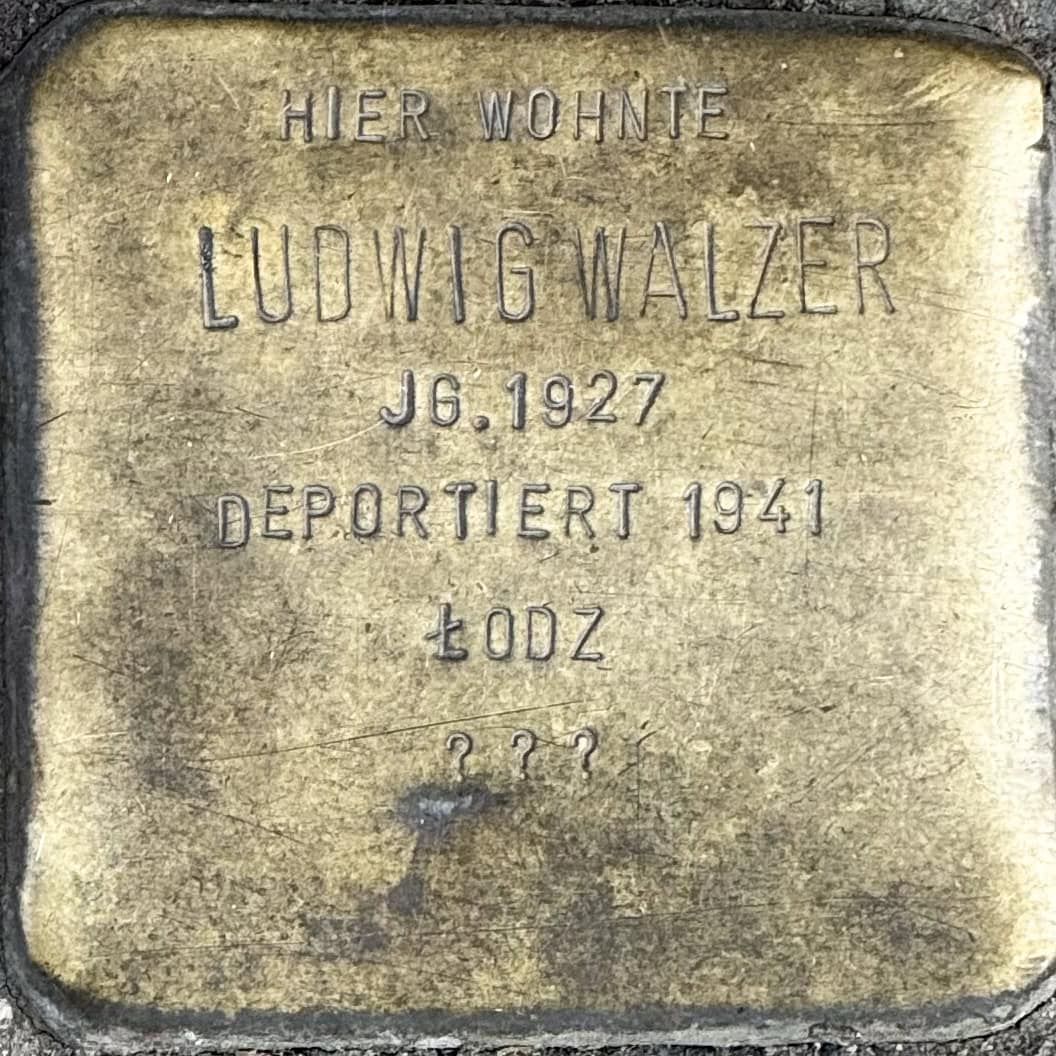 HIER WOHNTE
LUDWIG WALZER
JG. 1927
DEPORTIERT 1941
ŁODZ
? ? ?